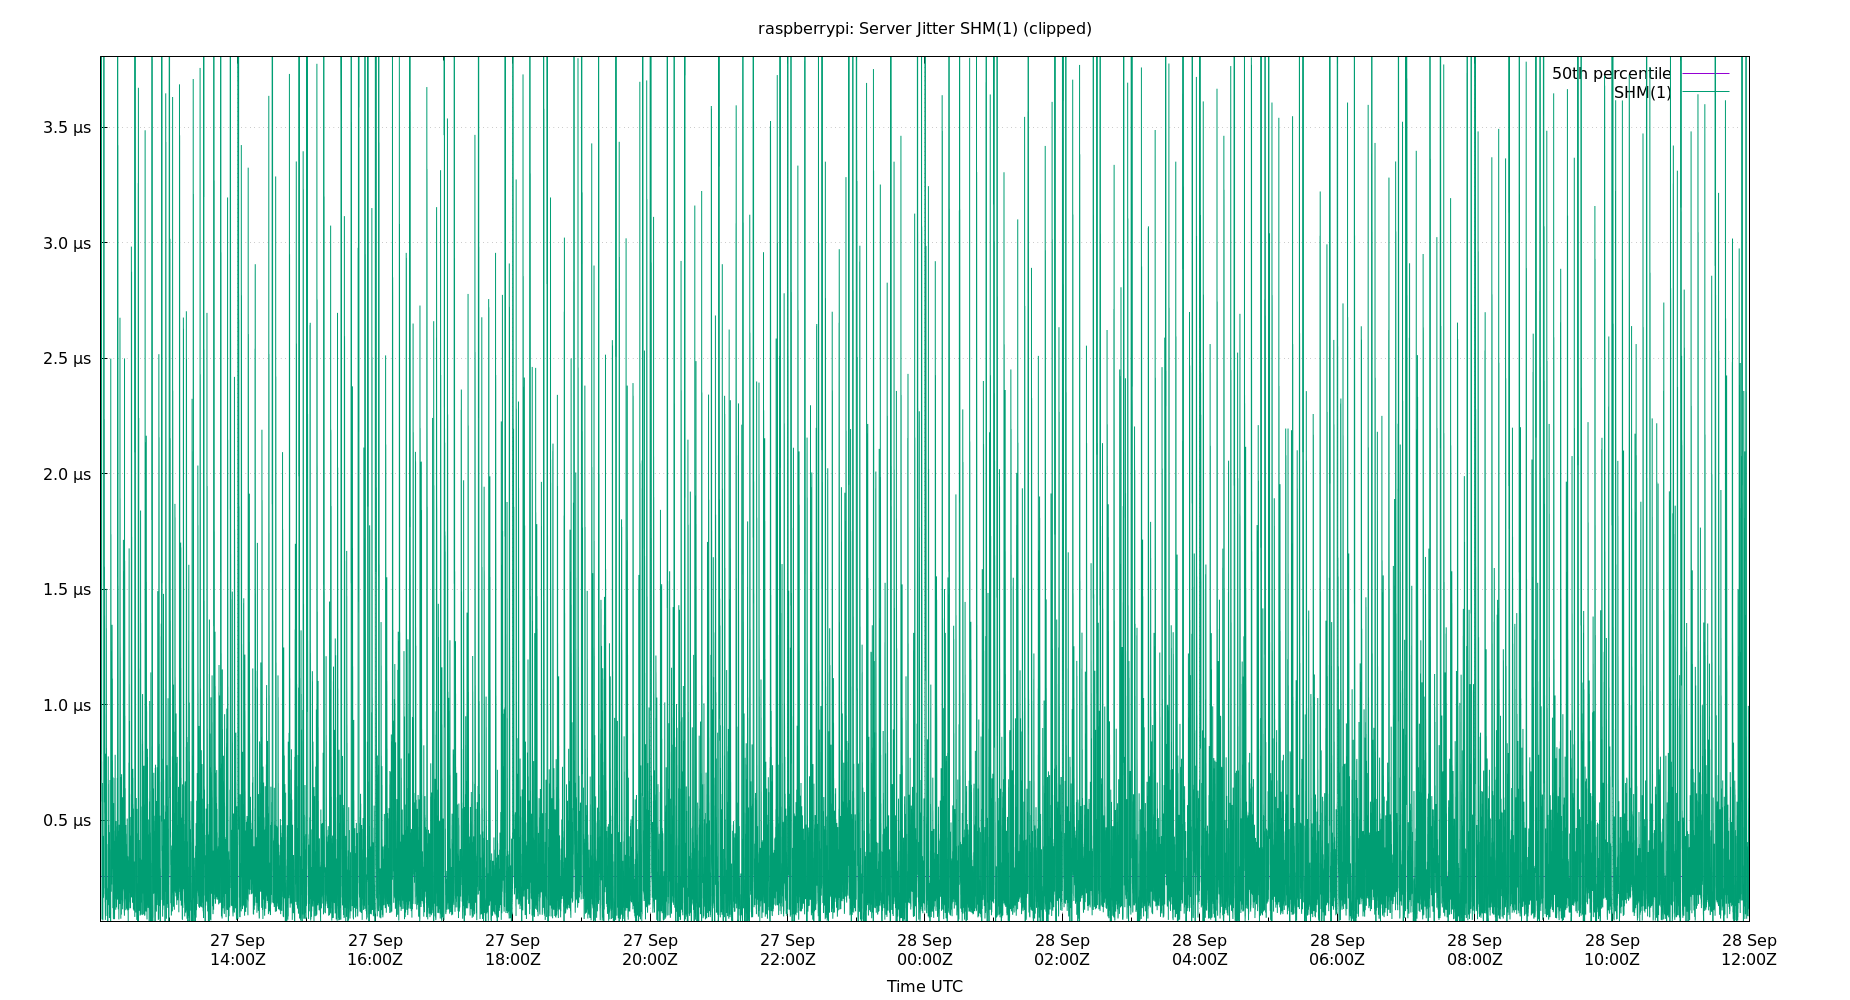 raspberrypi: Server Jitter SHM(1) (clipped)
50th percentile
SHM(1)
3.5 µs
3.0 µs
2.5 µs
2.0 µs
1.5 µs
1.0 µs
0.5 µs
27 Sep 27 Sep 27 Sep 27 Sep 27 Sep 28 Sep 28 Sep 28 Sep 28 Sep 28 Sep 28 Sep 28 Sep
14:00Z 16:00Z 18:00Z 20:00Z 22:00Z 00:00Z 02:00Z 04:00Z 06:00Z 08:00Z 10:00Z 12:00Z
Time UTC